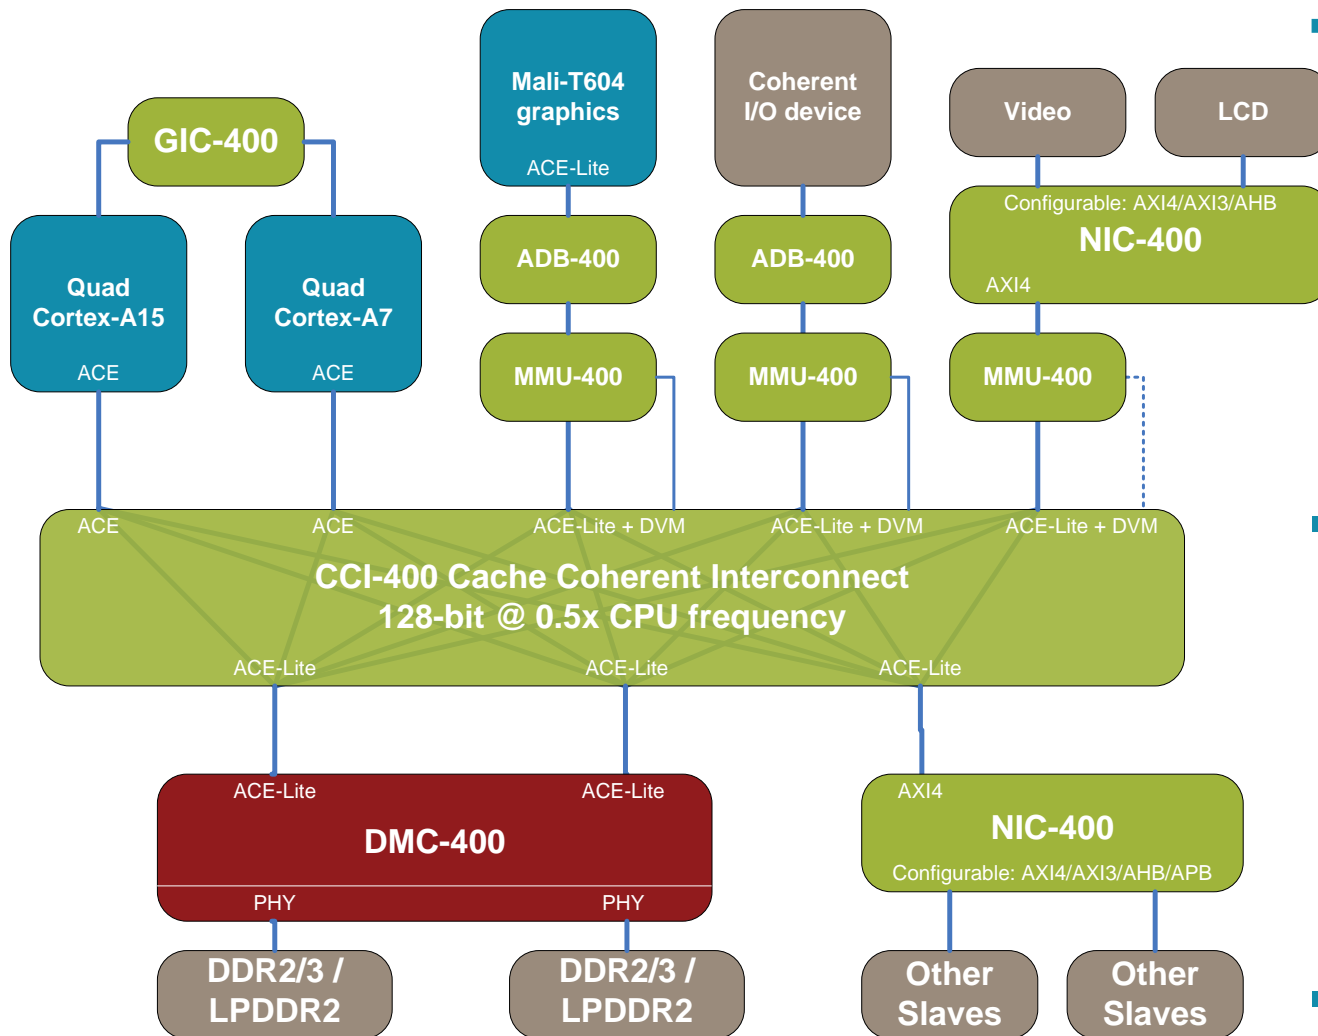 GIC-400
Mali-T604
graphics
ACE-Lite
Coherent
I/O device
Video
LCD
Quad
Cortex-A15
ACE
Quad
Cortex-A7
ACE
ADB-400
ADB-400
Configurable: AXI4/AXI3/AHB
NIC-400
AXI4
MMU-400
MMU-400
MMU-400
ACE
ACE
ACE-Lite + DVM
ACE-Lite + DVM
ACE-Lite + DVM
CCI-400 Cache Coherent Interconnect
128-bit @ 0.5x CPU frequency
ACE-Lite
ACE-Lite
ACE-Lite
ACE-Lite
ACE-Lite
DMC-400
PHY
PHY
AXI4
NIC-400
Configurable: AXI4/AXI3/AHB/APB
DDR2/3 /
LPDDR2
DDR2/3 /
LPDDR2
Other
Slaves
Other
Slaves